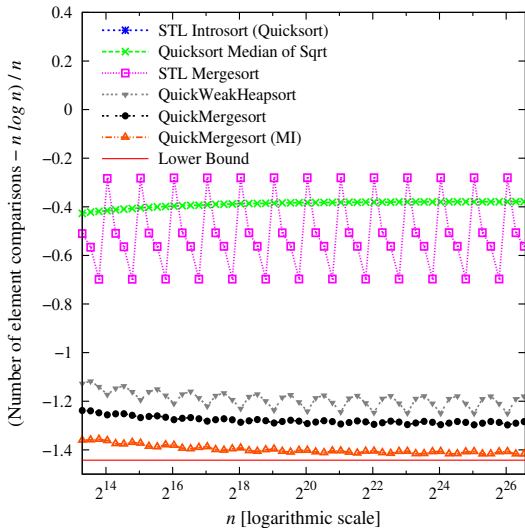 (Number of element comparisons – n log n) / n
0.4
0.2
0
−0.2
−0.4
−0.6
−0.8
−1
−1.2
−1.4
STL Introsort (Quicksort)
Quicksort Median of Sqrt
STL Mergesort
QuickWeakHeapsort
QuickMergesort
QuickMergesort (MI)
Lower Bound
2^14 2^16 2^18 2^20 2^22 2^24 2^26
n [logarithmic scale]